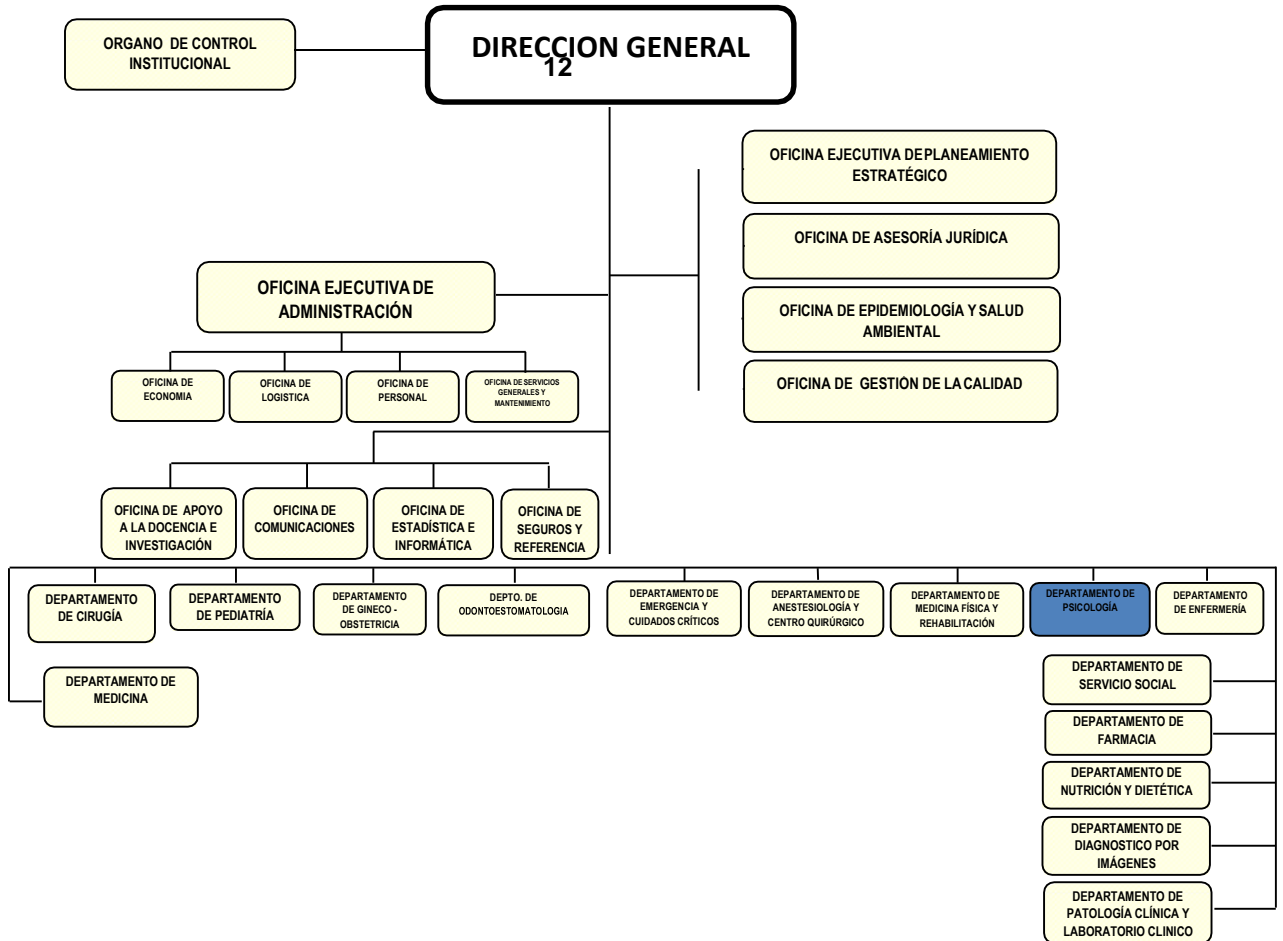 ORGANO DE CONTROL
INSTITUCIONAL
DIRECCION GENERAL
12
OFICINA EJECUTIVA DE PLANEAMIENTO
ESTRATÉGICO
OFICINA DE ASESORÍA JURÍDICA
OFICINA DE EPIDEMIOLOGÍA Y SALUD
AMBIENTAL
OFICINA DE GESTIÓN DE LA CALIDAD
OFICINA EJECUTIVA DE
ADMINISTRACIÓN
OFICINA DE
ECONOMIA
OFICINA DE
LOGISTICA
OFICINA DE
PERSONAL
OFICINA DE SERVICIOS
GENERALES Y
MANTENIMIENTO
OFICINA DE APOYO
A LA DOCENCIA E
INVESTIGACIÓN
OFICINA DE
COMUNICACIONES
OFICINA DE
ESTADÍSTICA E
INFORMÁTICA
OFICINA DE
SEGUROS Y
REFERENCIA
DEPARTAMENTO
DE CIRUGÍA
DEPARTAMENTO
DE PEDIATRÍA
DEPARTAMENTO
DE GINECO -
OBSTETRICIA
DEPTO. DE
ODONTOESTOMATOLOGIA
DEPARTAMENTO DE
EMERGENCIA Y
CUIDADOS CRÍTICOS
DEPARTAMENTO DE
ANESTESIOLOGÍA Y
CENTRO QUIRÚRGICO
DEPARTAMENTO DE
MEDICINA FÍSICA Y
REHABILITACIÓN
DEPARTAMENTO DE
PSICOLOGÍA
DEPARTAMENTO
DE ENFERMERÍA
DEPARTAMENTO DE
MEDICINA
DEPARTAMENTO DE
SERVICIO SOCIAL
DEPARTAMENTO DE
FARMACIA
DEPARTAMENTO DE
NUTRICIÓN Y DIETÉTICA
DEPARTAMENTO DE
DIAGNOSTICO POR
IMÁGENES
DEPARTAMENTO DE
PATOLOGÍA CLÍNICA Y
LABORATORIO CLINICO